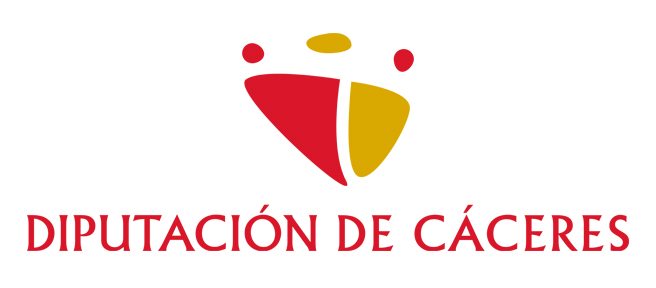 DIPUTACIÓN DE CÁCERES